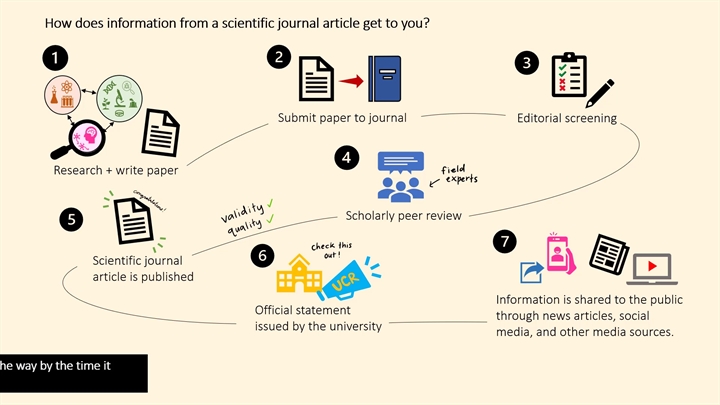 How does information from a scientific journal article get to you?
1
Research + write paper
2
Submit paper to journal
3
Editorial screening
4
field
experts
Scholarly peer review
validity
quality
5
congratulations!
Scientific journal
article is published
6
check this
out!
UCR
Official statement
issued by the university
7
Information is shared to the public
through news articles, social
media, and other media sources.
he way by the time it